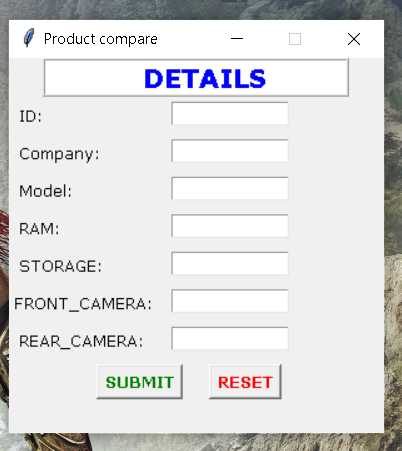 Product compare
DETAILS
ID:
Company:
Model:
RAM:
STORAGE:
FRONT_CAMERA:
REAR_CAMERA:
SUBMIT RESET